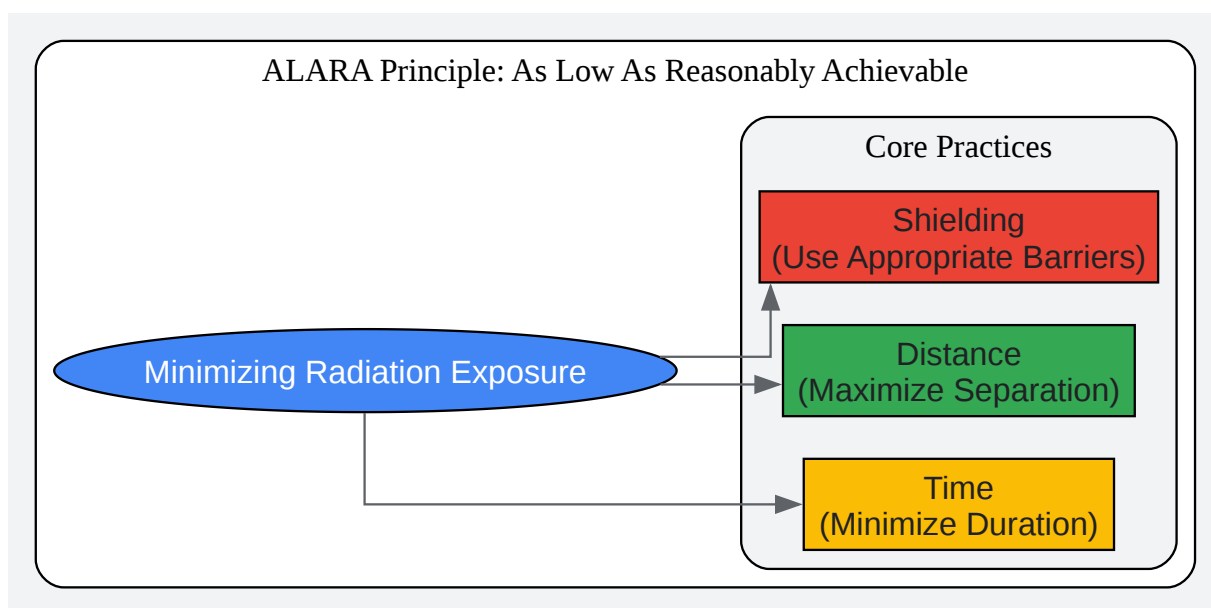 ALARA Principle: As Low As Reasonably Achievable
Core Practices
Shielding
(Use Appropriate Barriers)
Minimizing Radiation Exposure
Distance
(Maximize Separation)
Time
(Minimize Duration)